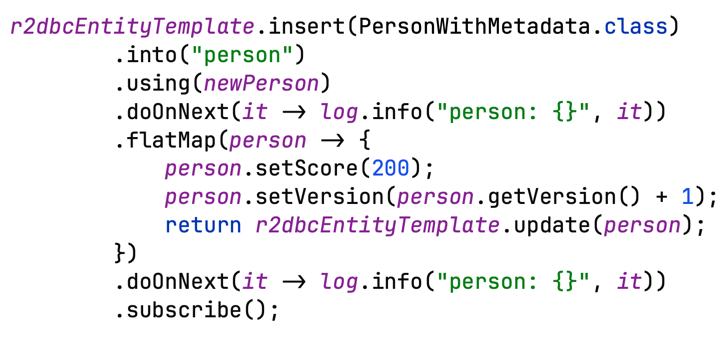 r2dbcEntityTemplate.insert(PersonWithMetadata.class)
        .into("person")
        .using(newPerson)
        .doOnNext(it -> log.info("person: {}", it))
        .flatMap(person -> {
            person.setScore(200);
            person.setVersion(person.getVersion() + 1);
            return r2dbcEntityTemplate.update(person);
        })
        .doOnNext(it -> log.info("person: {}", it))
        .subscribe();